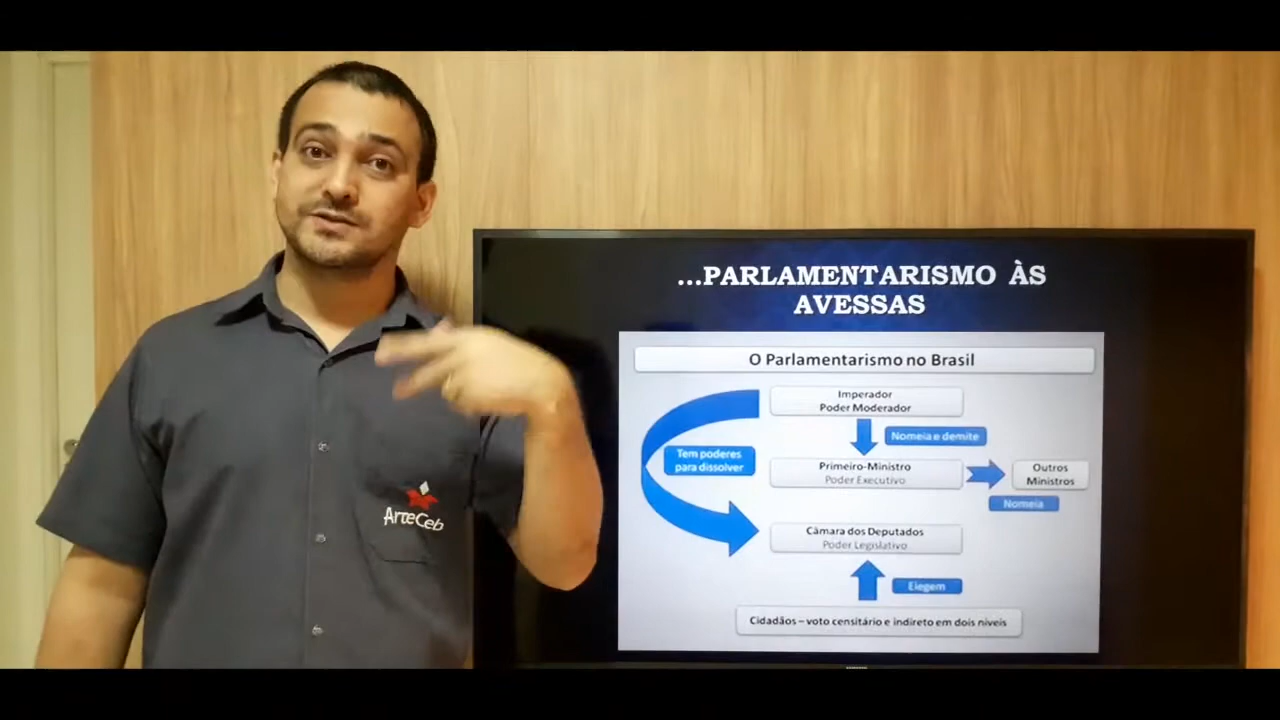 ...PARLAMENTARISMO ÀS
AVESSAS
O Parlamentarismo no Brasil
Imperador
Poder Moderador
Nomeia e demite
Tem poderes
para dissolver
Primeiro-Ministro
Poder Executivo
Outros
Ministros
Nomeia
Câmara dos Deputados
Poder Legislativo
Elegem
Cidadãos – voto censitário e indireto em dois níveis
ArteCeb